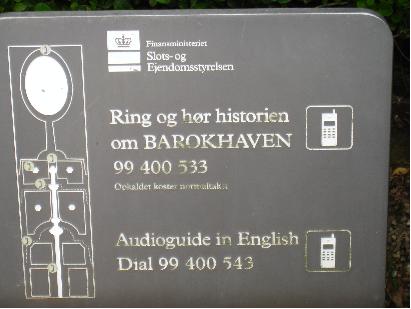 Finansministeriet
Slots- og
Ejendomsstyrelsen
Ring og hør historien
om BAROKHAVEN
99 400 533
Opkaldet koster normaltakst
Audioguide in English
Dial 99 400 543